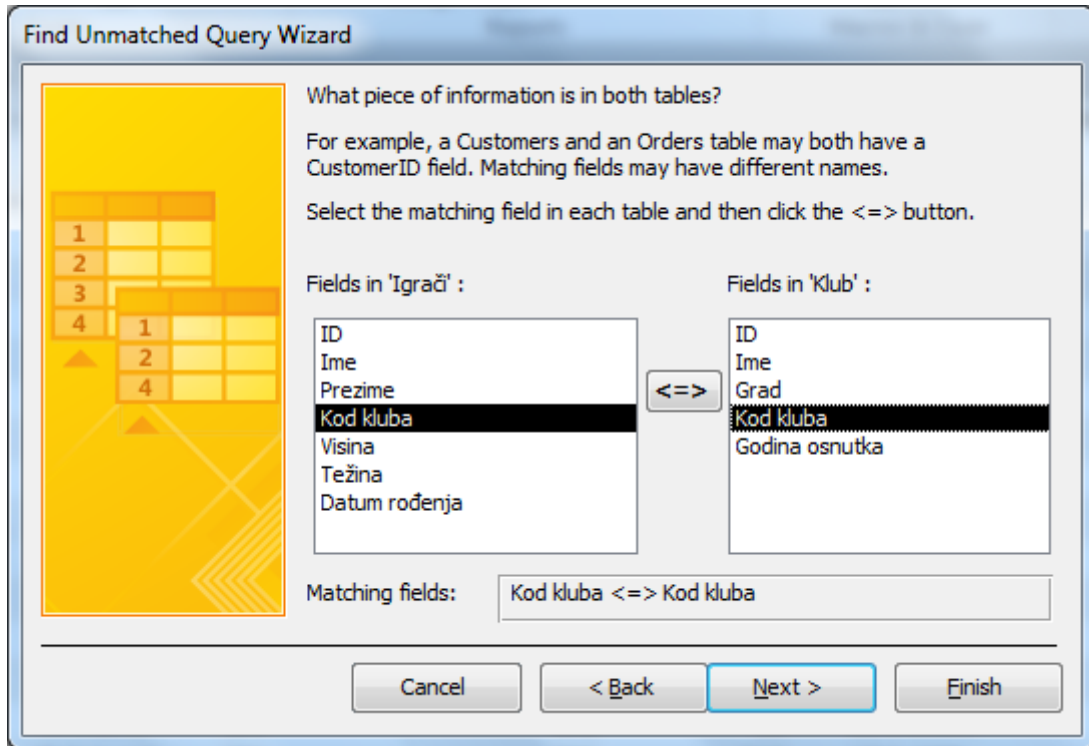 Find Unmatched Query Wizard
What piece of information is in both tables?
For example, a Customers and an Orders table may both have a
CustomerID field. Matching fields may have different names.
Select the matching field in each table and then click the <=> button.
1
2
3
4
1
2
4
Fields in 'Igrači' :
ID
Ime
Prezime
Kod kluba
Visina
Težina
Datum rođenja
<=>
Fields in 'Klub' :
ID
Ime
Grad
Kod kluba
Godina osnutka
Matching fields:
Kod kluba <=> Kod kluba
Cancel
< Back
Next >
Finish